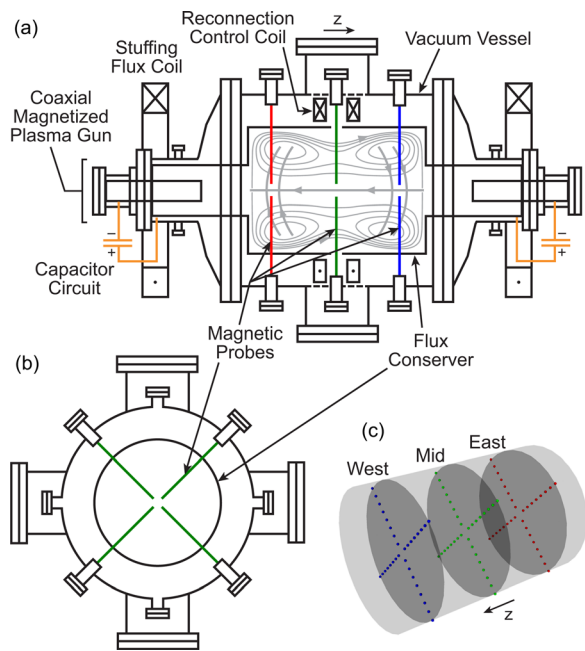 (a)
Reconnection
Control Coil
z
Vacuum Vessel
Stuffing
Flux Coil
Coaxial
Magnetized
Plasma Gun
−
+
Capacitor
Circuit
−
+
Magnetic
Probes
Flux
Conserver
(b)
(c)
West
Mid
East
z